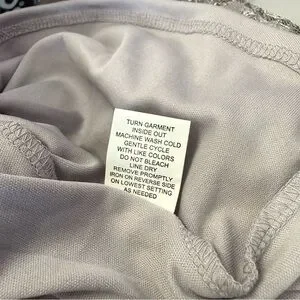 TURN GARMENT
INSIDE OUT
MACHINE WASH COLD
GENTLE CYCLE
WITH LIKE COLORS
DO NOT BLEACH
LINE DRY
REMOVE PROMPTLY
IRON ON REVERSE SIDE
ON LOWEST SETTING
AS NEEDED